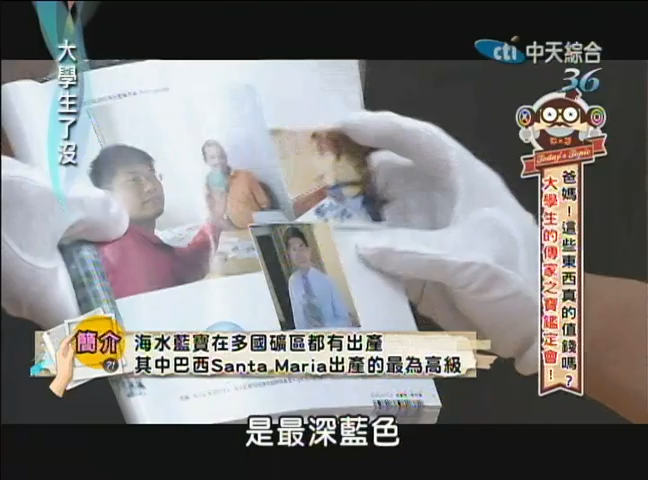 大學生了沒
cti 中天綜合
36
Today's Topic
爸媽！這些東西真的值錢嗎？
大學生的傳家之寶鑑定會！
簡介
海水藍寶在多國礦區都有出產
其中巴西Santa Maria出產的最為高級
是最深藍色